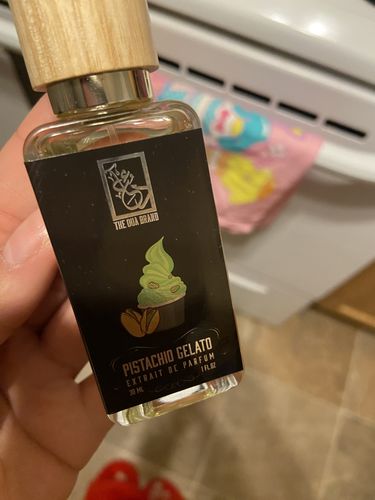 THE DUA BRAND
PISTACHIO GELATO
EXTRAIT DE PARFUM
30 ML 1 FL OZ